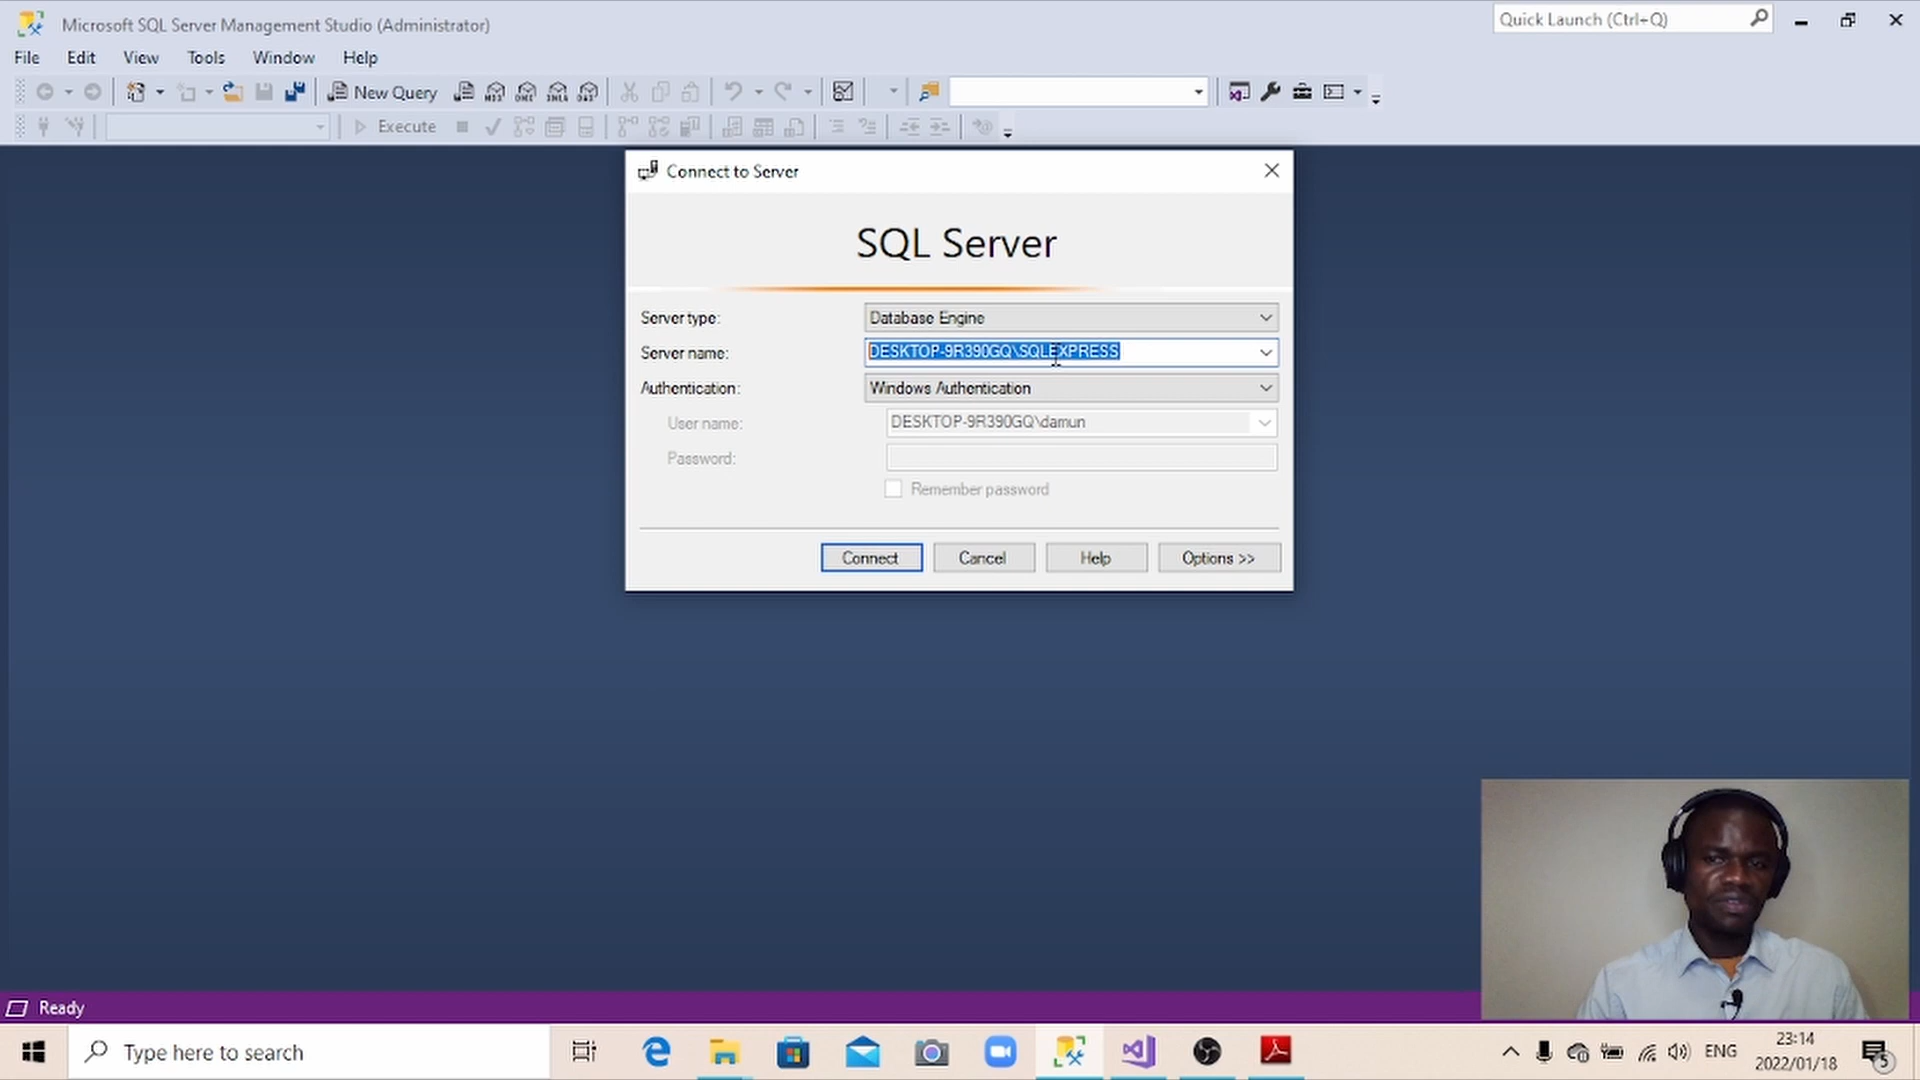 Microsoft SQL Server Management Studio (Administrator)
Quick Launch (Ctrl+Q)
File Edit View Tools Window Help
New Query
Execute
Connect to Server
SQL Server
Server type: Database Engine
Server name: DESKTOP-9R390GQ\SQLEXPRESS
Authentication: Windows Authentication
User name: DESKTOP-9R390GQ\damun
Password:
Remember password
Connect Cancel Help Options >>
Ready
Type here to search
ENG
23:14
2022/01/18
5